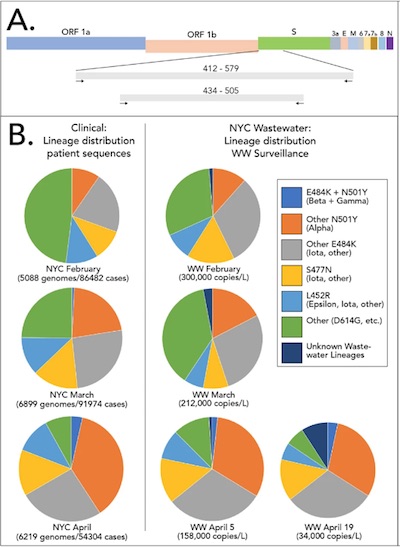 A.
ORF 1a
ORF 1b
S
3a E M 6 7a 7b 8 N
412 - 579
434 - 505
B.
Clinical:
Lineage distribution
patient sequences
NYC Wastewater:
Lineage distribution
WW Surveillance
NYC February
(5088 genomes/86482 cases)
WW February
(300,000 copies/L)
E484K + N501Y
(Beta + Gamma)
Other N501Y
(Alpha)
Other E484K
(Iota, other)
S477N
(Iota, other)
L452R
(Epsilon, Iota, other)
Other (D614G, etc.)
Unknown Waste-
water Lineages
NYC March
(6899 genomes/91974 cases)
WW March
(212,000 copies/L)
NYC April
(6219 genomes/54304 cases)
WW April 5
(158,000 copies/L)
WW April 19
(34,000 copies/L)